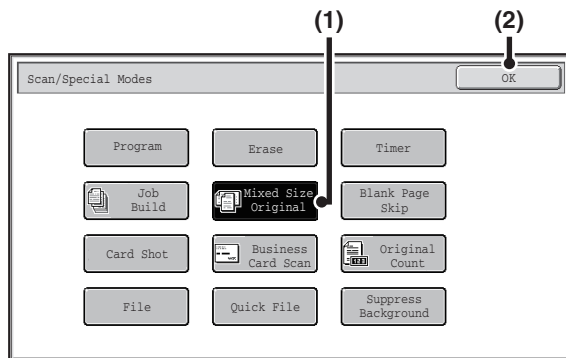 (1) (2)
Scan/Special Modes OK
Program Erase Timer
Job Mixed Size Blank Page
Build Original Skip
Card Shot Business Original
Card Scan Count
File Quick File Suppress
Background